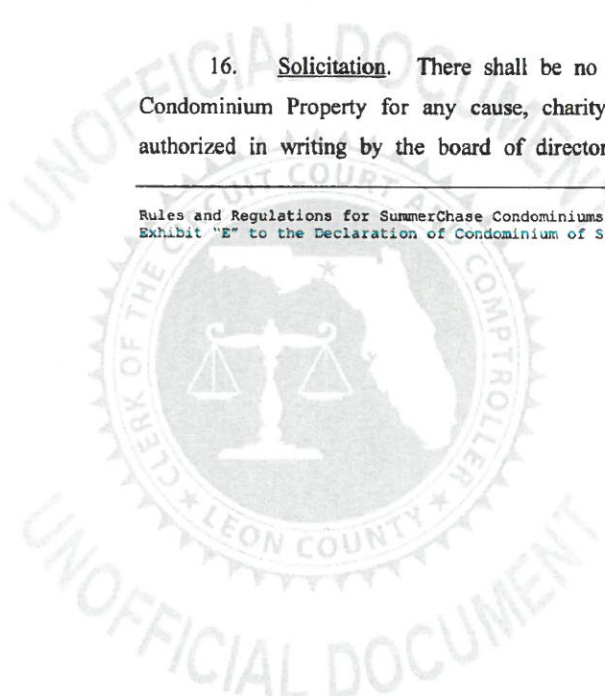 16. Solicitation. There shall be no
Condominium Property for any cause, charity
authorized in writing by the board of director
Rules and Regulations for SummerChase Condominiums
Exhibit "E" to the Declaration of Condominium of S
UNOFFICIAL DOCUMENT
CLERK OF THE CIRCUIT COURT AND COMPTROLLER
LEON COUNTY
UNOFFICIAL DOCUMENT